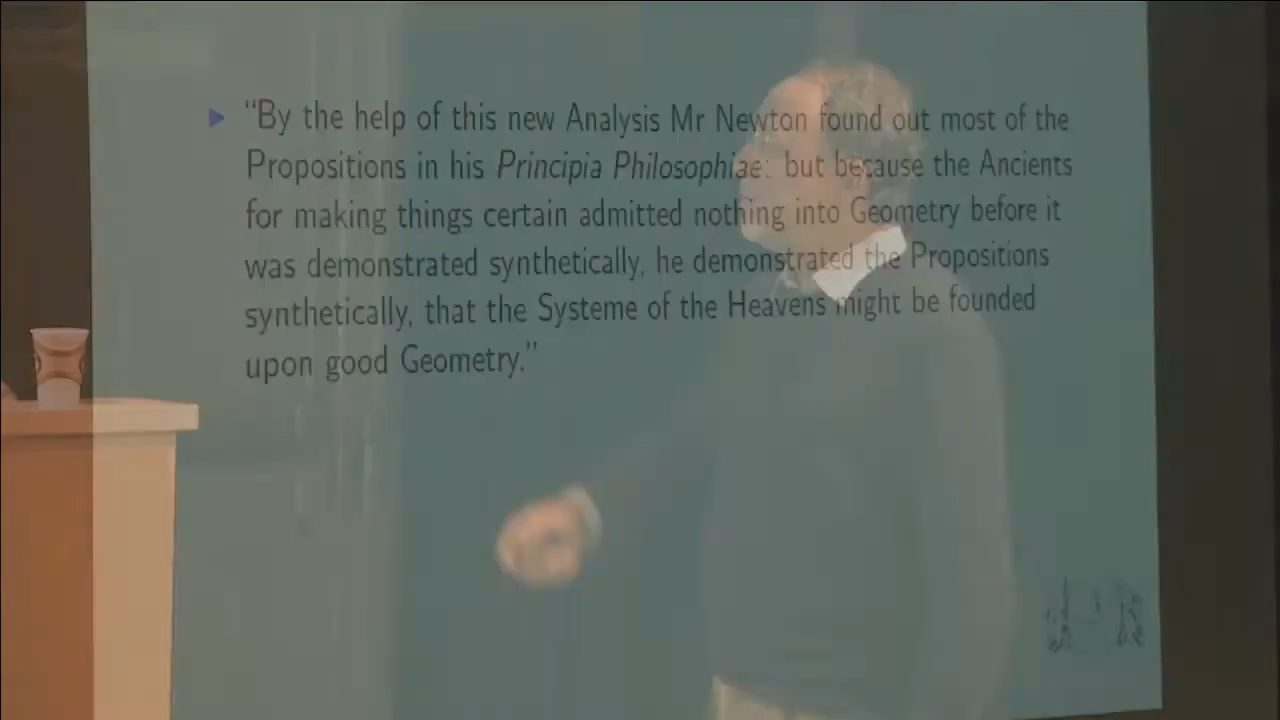 “By the help of this new Analysis Mr Newton found out most of the
Propositions in his Principia Philosophiae: but because the Ancients
for making things certain admitted nothing into Geometry before it
was demonstrated synthetically, he demonstrated the Propositions
synthetically, that the Systeme of the Heavens might be founded
upon good Geometry.”